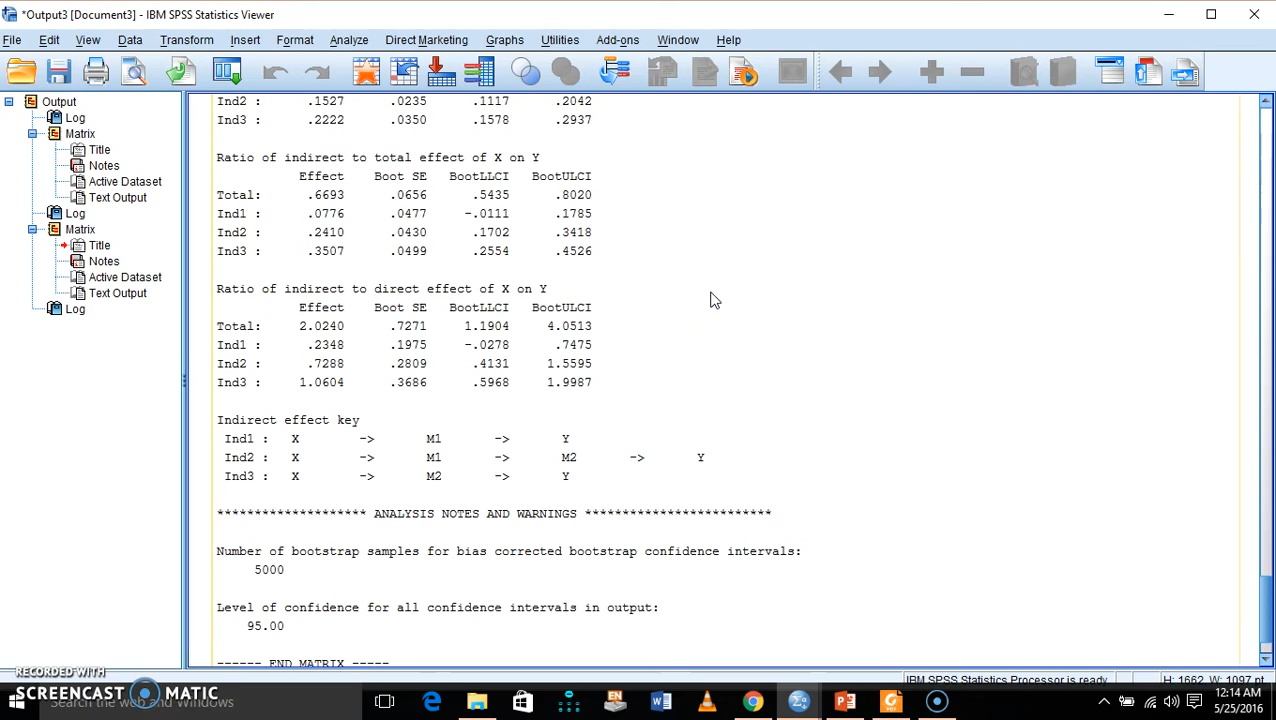 *Output3 [Document3] - IBM SPSS Statistics Viewer
File Edit View Data Transform Insert Format Analyze Direct Marketing Graphs Utilities Add-ons Window Help
Output
Log
Matrix
Title
Notes
Active Dataset
Text Output
Log
Matrix
Title
Notes
Active Dataset
Text Output
Log
Ind2 : .1527 .0235 .1117 .2042
Ind3 : .2222 .0350 .1578 .2937
Ratio of indirect to total effect of X on Y
Effect Boot SE BootLLCI BootULCI
Total: .6693 .0656 .5435 .8020
Ind1 : .0776 .0477 -.0111 .1785
Ind2 : .2410 .0430 .1702 .3418
Ind3 : .3507 .0499 .2554 .4526
Ratio of indirect to direct effect of X on Y
Effect Boot SE BootLLCI BootULCI
Total: 2.0240 .7271 1.1904 4.0513
Ind1 : .2348 .1975 -.0278 .7475
Ind2 : .7288 .2809 .4131 1.5595
Ind3 : 1.0604 .3686 .5968 1.9987
Indirect effect key
Ind1 : X -> M1 -> Y
Ind2 : X -> M1 -> M2 -> Y
Ind3 : X -> M2 -> Y
******************** ANALYSIS NOTES AND WARNINGS *************************
Number of bootstrap samples for bias corrected bootstrap confidence intervals:
5000
Level of confidence for all confidence intervals in output:
95.00
------ END MATRIX -----
IBM SPSS Statistics Processor is ready
H: 1662, W: 1097 pt.
RECORDED WITH
SCREENCAST MATIC
Search the web and Windows
EN
12:14 AM
5/25/2016